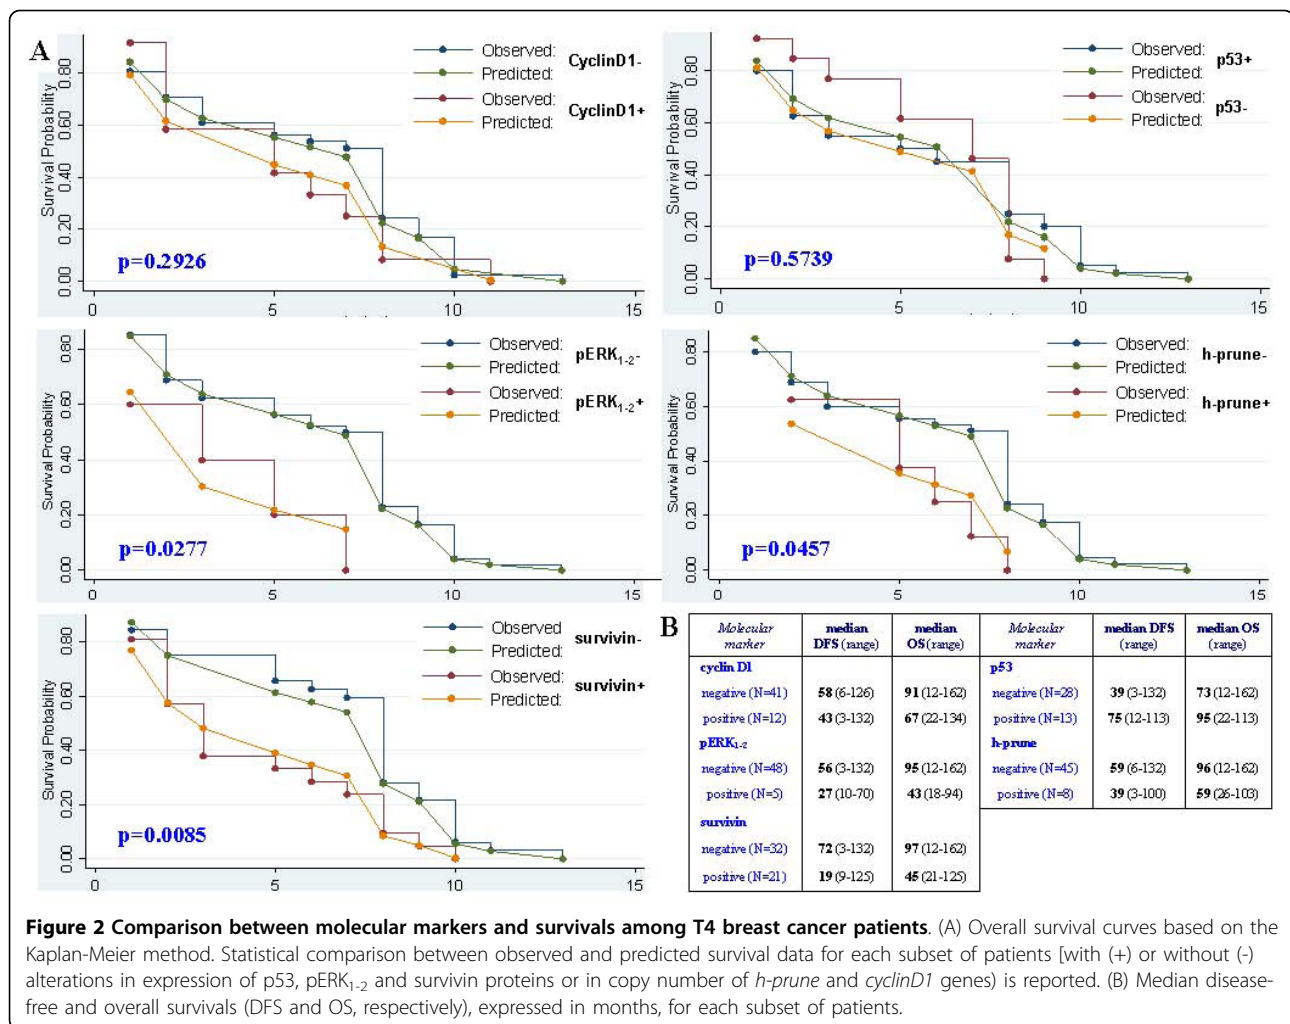 A
Survival Probability
0.00 0.20 0.40 0.60 0.80
0 5 10 15
Observed:
Predicted:
CyclinD1-
Observed:
Predicted:
CyclinD1+
p=0.2926
Survival Probability
0.00 0.20 0.40 0.60 0.80
0 5 10 15
Observed:
Predicted:
p53+
Observed:
Predicted:
p53-
p=0.5739
Survival Probability
0.00 0.20 0.40 0.60 0.80
0 5 10 15
Observed:
Predicted:
pERK1-2-
Observed:
Predicted:
pERK1-2+
p=0.0277
Survival Probability
0.00 0.20 0.40 0.60 0.80
0 5 10 15
Observed:
Predicted:
h-prune-
Observed:
Predicted:
h-prune+
p=0.0457
Survival Probability
0.00 0.20 0.40 0.60 0.80
0 5 10 15
Observed
Predicted:
survivin-
Observed:
Predicted:
survivin+
p=0.0085
B
Molecular marker median DFS (range) median OS (range) Molecular marker median DFS (range) median OS (range)
cyclin D1 p53
negative (N=41) 58 (6-126) 91 (12-162) negative (N=28) 39 (3-132) 73 (12-162)
positive (N=12) 43 (3-132) 67 (22-134) positive (N=13) 75 (12-113) 95 (22-113)
pERK1-2 h-prune
negative (N=48) 56 (3-132) 95 (12-162) negative (N=45) 59 (6-132) 96 (12-162)
positive (N=5) 27 (10-70) 43 (18-94) positive (N=8) 39 (3-100) 59 (26-103)
survivin
negative (N=32) 72 (3-132) 97 (12-162)
positive (N=21) 19 (9-125) 45 (21-125)
Figure 2 Comparison between molecular markers and survivals among T4 breast cancer patients. (A) Overall survival curves based on the
Kaplan-Meier method. Statistical comparison between observed and predicted survival data for each subset of patients [with (+) or without (-)
alterations in expression of p53, pERK1-2 and survivin proteins or in copy number of h-prune and cyclinD1 genes) is reported. (B) Median disease-
free and overall survivals (DFS and OS, respectively), expressed in months, for each subset of patients.